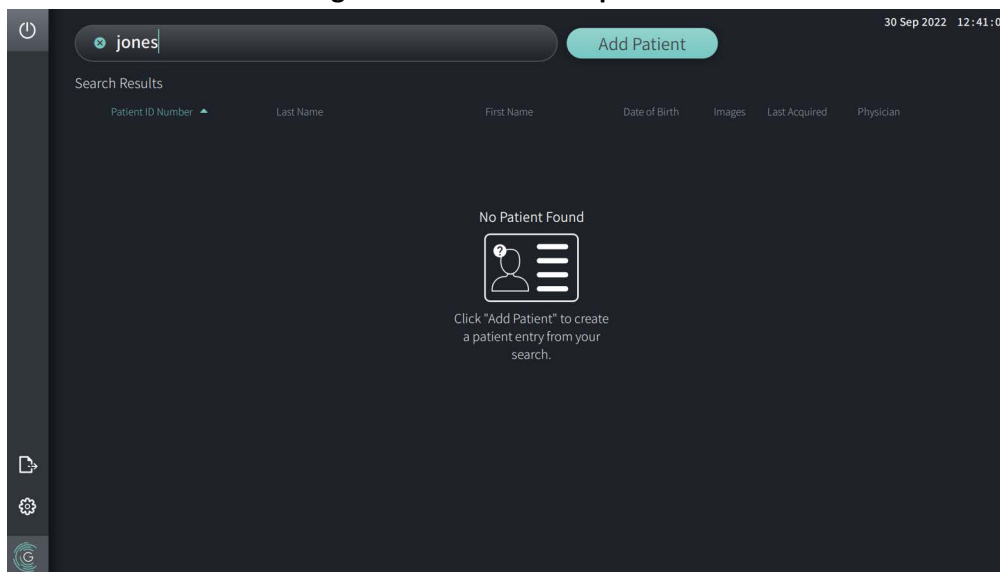 30 Sep 2022 12:41:0
jones
Add Patient
Search Results
Patient ID Number Last Name First Name Date of Birth Images Last Acquired Physician
No Patient Found
?
Click "Add Patient" to create
a patient entry from your
search.
G